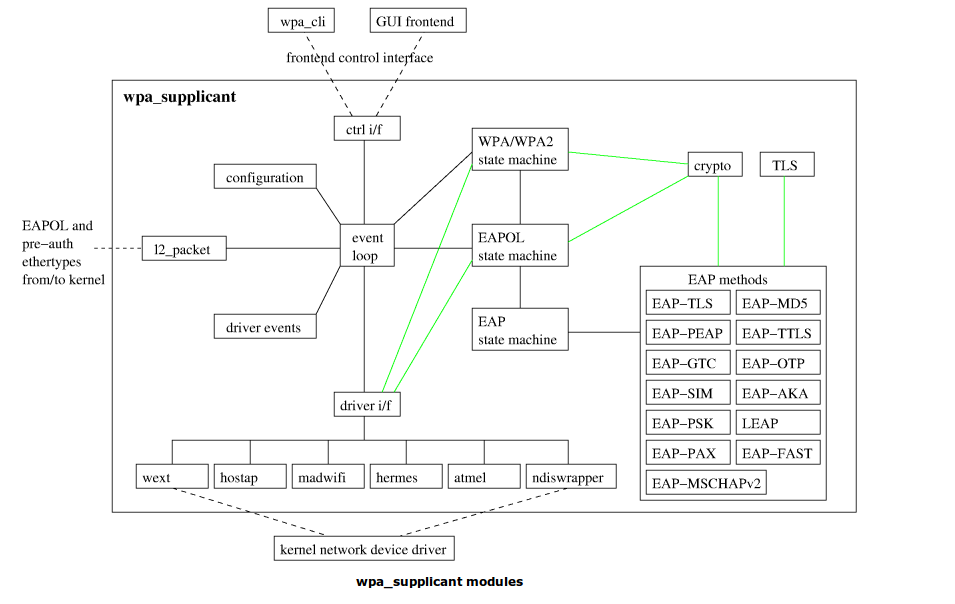 wpa_cli
GUI frontend
frontend control interface
wpa_supplicant
ctrl i/f
WPA/WPA2
state machine
crypto
TLS
configuration
EAPOL and
pre−auth
ethertypes
from/to kernel
l2_packet
event
loop
EAPOL
state machine
driver events
EAP
state machine
EAP methods
EAP−TLS
EAP−MD5
EAP−PEAP
EAP−TTLS
EAP−GTC
EAP−OTP
EAP−SIM
EAP−AKA
EAP−PSK
LEAP
EAP−PAX
EAP−FAST
EAP−MSCHAPv2
driver i/f
wext
hostap
madwifi
hermes
atmel
ndiswrapper
kernel network device driver
wpa_supplicant modules